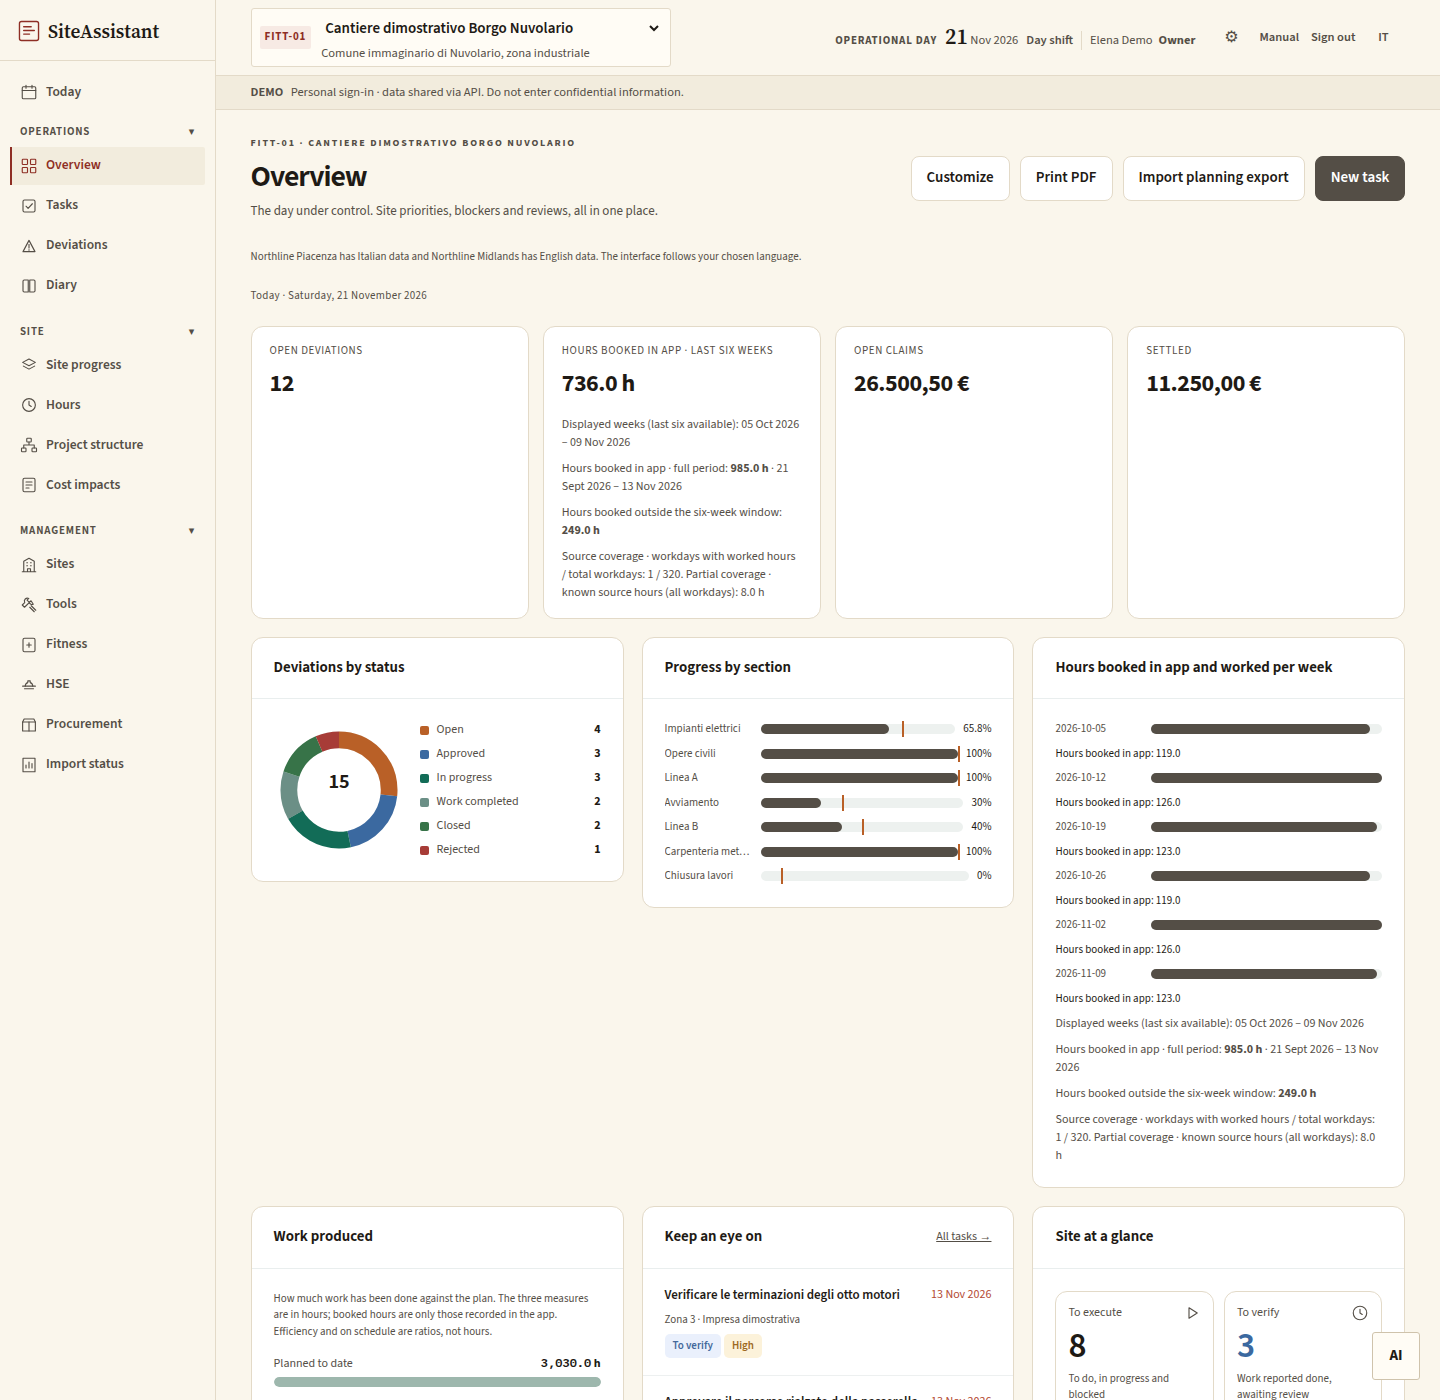 SiteAssistant
Today
OPERATIONS
Overview
Tasks
Deviations
Diary
SITE
Site progress
Hours
Project structure
Cost impacts
MANAGEMENT
Sites
Tools
Fitness
HSE
Procurement
Import status
FITT-01
Cantiere dimostrativo Borgo Nuvolario
Comune immaginario di Nuvolario, zona industriale
OPERATIONAL DAY 21 Nov 2026 Day shift
Elena Demo Owner
Manual Sign out IT
DEMO Personal sign-in · data shared via API. Do not enter confidential information.
FITT-01 · CANTIERE DIMOSTRATIVO BORGO NUVOLARIO
Overview
The day under control. Site priorities, blockers and reviews, all in one place.
Customize
Print PDF
Import planning export
New task
Northline Piacenza has Italian data and Northline Midlands has English data. The interface follows your chosen language.
Today · Saturday, 21 November 2026
OPEN DEVIATIONS
12
HOURS BOOKED IN APP · LAST SIX WEEKS
736.0 h
Displayed weeks (last six available): 05 Oct 2026
– 09 Nov 2026
Hours booked in app · full period: 985.0 h · 21
Sept 2026 – 13 Nov 2026
Hours booked outside the six-week window:
249.0 h
Source coverage · workdays with worked hours
/ total workdays: 1 / 320. Partial coverage ·
known source hours (all workdays): 8.0 h
OPEN CLAIMS
26.500,50 €
SETTLED
11.250,00 €
Deviations by status
15
Open 4
Approved 3
In progress 3
Work completed 2
Closed 2
Rejected 1
Progress by section
Impianti elettrici 65.8%
Opere civili 100%
Linea A 100%
Avviamento 30%
Linea B 40%
Carpenteria met… 100%
Chiusura lavori 0%
Hours booked in app and worked per week
2026-10-05
Hours booked in app: 119.0
2026-10-12
Hours booked in app: 126.0
2026-10-19
Hours booked in app: 123.0
2026-10-26
Hours booked in app: 119.0
2026-11-02
Hours booked in app: 126.0
2026-11-09
Hours booked in app: 123.0
Displayed weeks (last six available): 05 Oct 2026 – 09 Nov 2026
Hours booked in app · full period: 985.0 h · 21 Sept 2026 – 13 Nov
2026
Hours booked outside the six-week window: 249.0 h
Source coverage · workdays with worked hours / total workdays:
1 / 320. Partial coverage · known source hours (all workdays): 8.0
h
Work produced
How much work has been done against the plan. The three measures
are in hours; booked hours are only those recorded in the app.
Efficiency and on schedule are ratios, not hours.
Planned to date 3,030.0 h
Keep an eye on
All tasks →
Verificare le terminazioni degli otto motori 13 Nov 2026
Zona 3 · Impresa dimostrativa
To verify High
Approvare il percorso rialzato della passerella 13 Nov 2026
Site at a glance
To execute
8
To do, in progress and
blocked
To verify
3
Work reported done,
awaiting review
AI